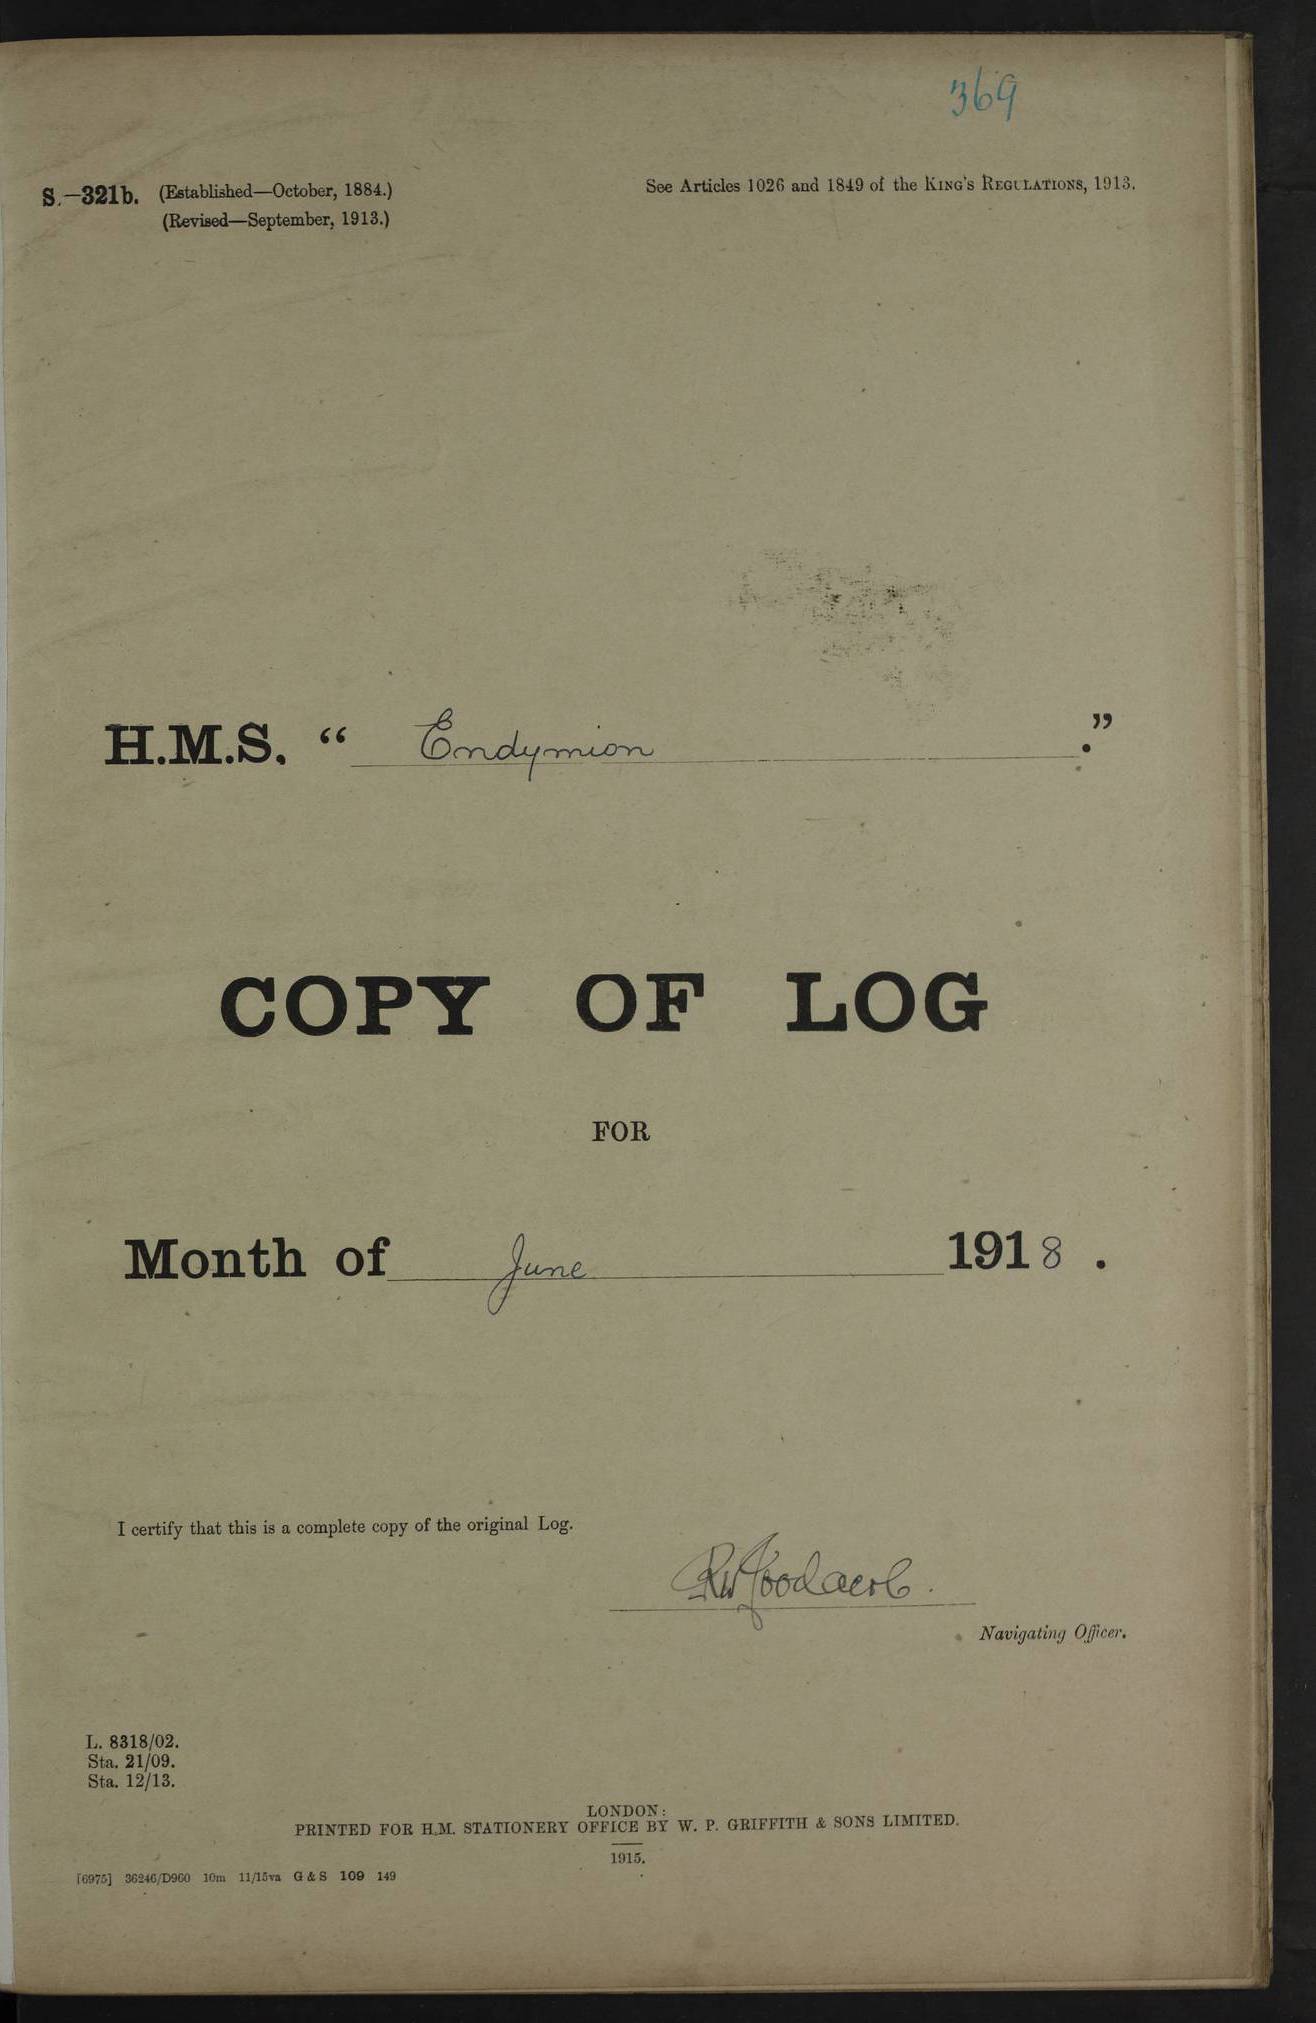 369
S.—321b. (Established—October, 1884.)
(Revised—September, 1913.)
See Articles 1026 and 1849 of the KING'S REGULATIONS, 1913.
H.M.S. “ Endymion .”
COPY OF LOG
FOR
Month of June 1918 .
I certify that this is a complete copy of the original Log.
Navigating Officer.
L. 8318/02.
Sta. 21/09.
Sta. 12/13.
LONDON:
PRINTED FOR H.M. STATIONERY OFFICE BY W. P. GRIFFITH & SONS LIMITED.
1915.
[6975] 36246/D960 10m 11/15va G & S 109 149